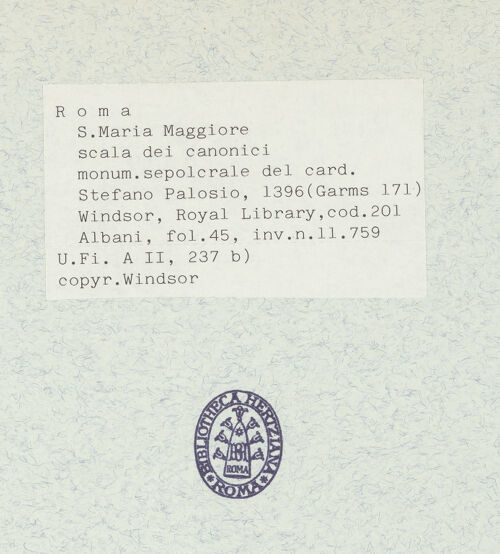 R o m a
S.Maria Maggiore
scala dei canonici
monum.sepolcrale del card.
Stefano Palosio, 1396(Garms 171)
Windsor, Royal Library,cod.201
Albani, fol.45, inv.n.11.759
U.Fi. A II, 237 b)
copyr.Windsor
BIBLIOTHECA HERTZIANA
ROMA
ROMA